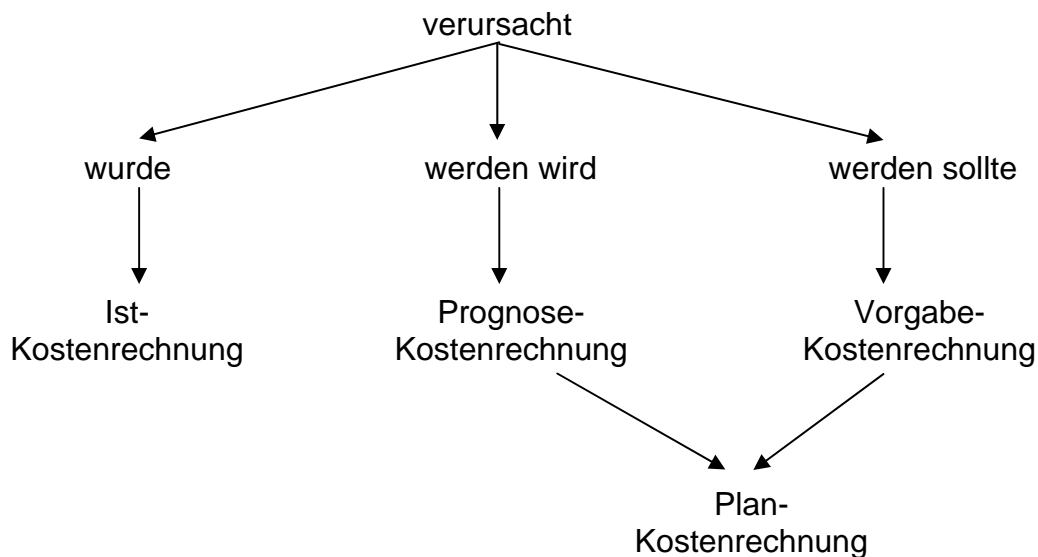 verursacht
wurde
werden wird
werden sollte
Ist-
Kostenrechnung
Prognose-
Kostenrechnung
Vorgabe-
Kostenrechnung
Plan-
Kostenrechnung